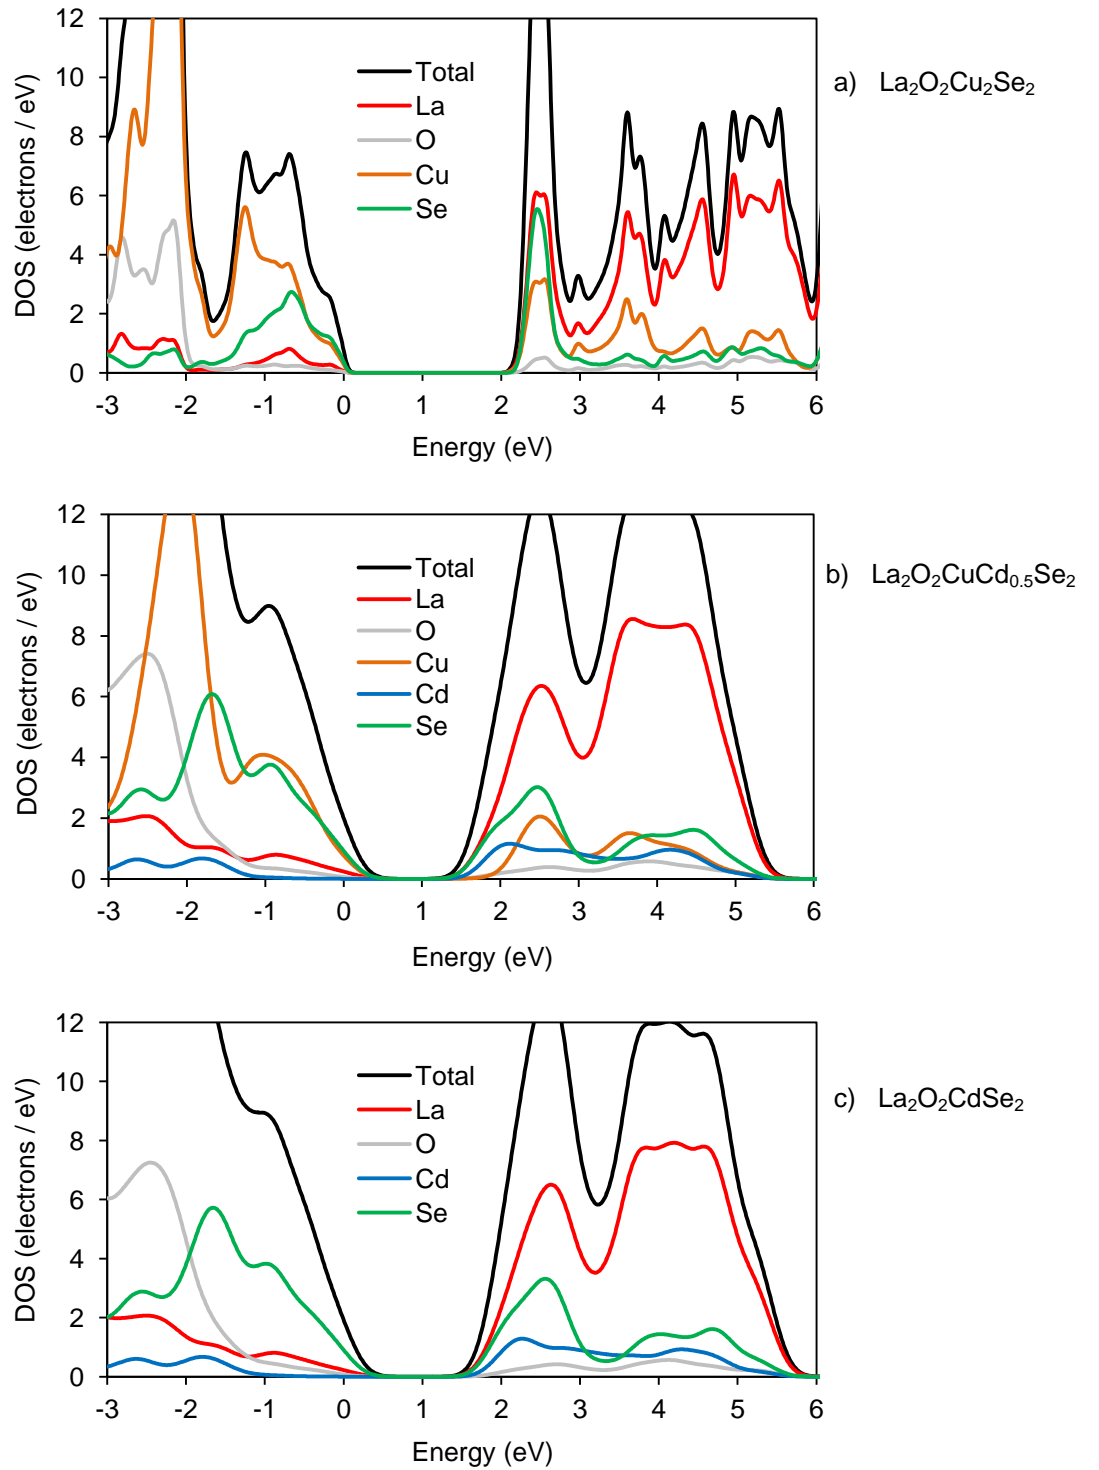 12
10
8
6
4
2
0
DOS (electrons / eV)
Total
La
O
Cu
Se
-3 -2 -1 0 1 2 3 4 5 6
Energy (eV)
a) La₂O₂Cu₂Se₂
12
10
8
6
4
2
0
DOS (electrons / eV)
Total
La
O
Cu
Cd
Se
-3 -2 -1 0 1 2 3 4 5 6
Energy (eV)
b) La₂O₂CuCd₀.₅Se₂
12
10
8
6
4
2
0
DOS (electrons / eV)
Total
La
O
Cd
Se
-3 -2 -1 0 1 2 3 4 5 6
Energy (eV)
c) La₂O₂CdSe₂